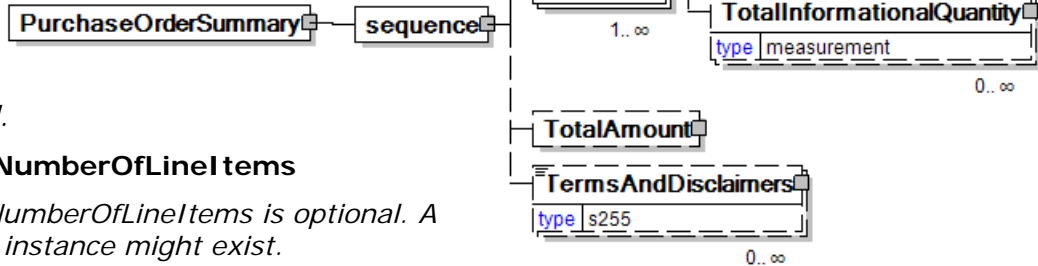 PurchaseOrderSummary
sequence
1.. ∞
TotalInformationalQuantity
type measurement
0.. ∞
TotalAmount
TermsAndDisclaimers
type s255
0.. ∞
NumberOfLineItems
NumberOfLineItems is optional. A
instance might exist.